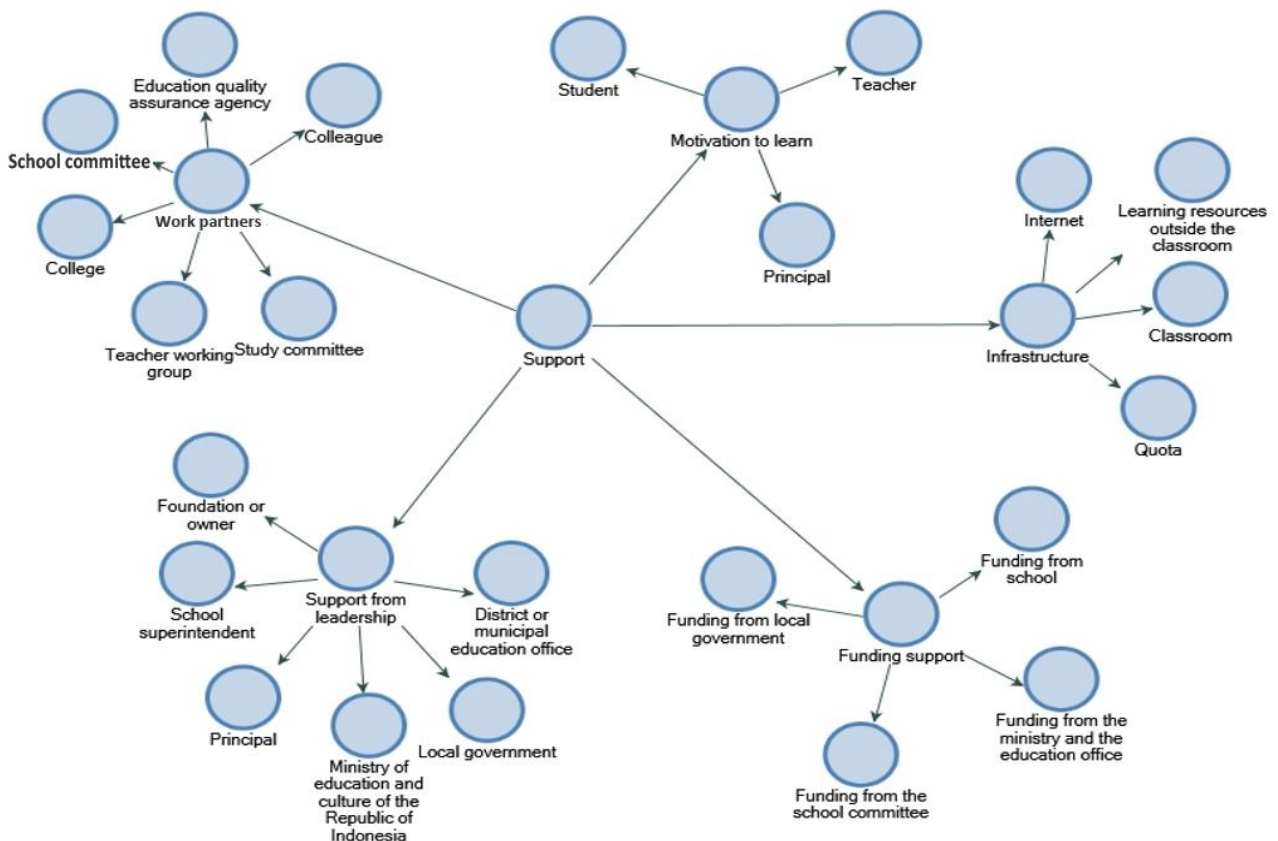 Education quality
assurance agency
Colleague
School committee
Work partners
College
Teacher working
group
Study committee
Student
Teacher
Motivation to learn
Principal
Internet
Learning resources
outside the
classroom
Infrastructure
Classroom
Quota
Support
Foundation or
owner
School
superintendent
Support from
leadership
District or
municipal
education office
Principal
Ministry of
education and
culture of the
Republic of
Indonesia
Local government
Funding from
school
Funding from local
government
Funding support
Funding from the
ministry and the
education office
Funding from the
school committee